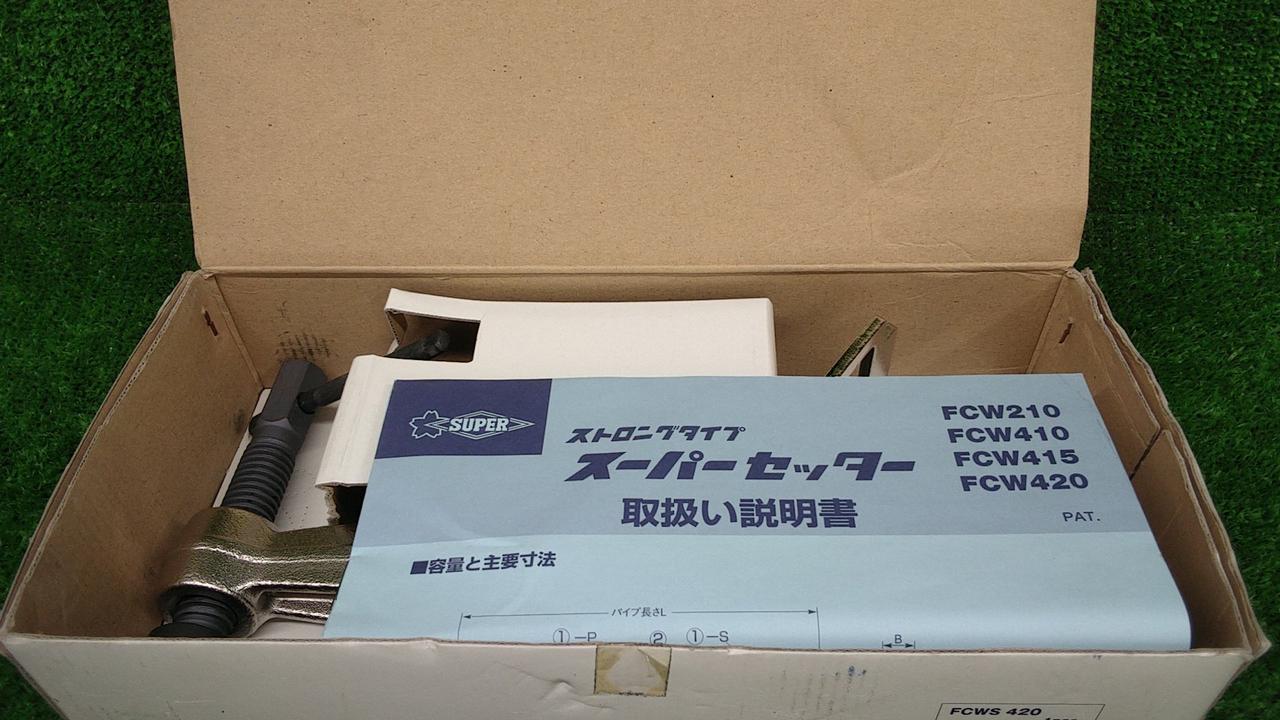 SUPER
ストロングタイプ
スーパーセッター
取扱い説明書
FCW210
FCW410
FCW415
FCW420
PAT.
■容量と主要寸法
パイプ長さL
①-P ② ①-S
B
FCWS 420